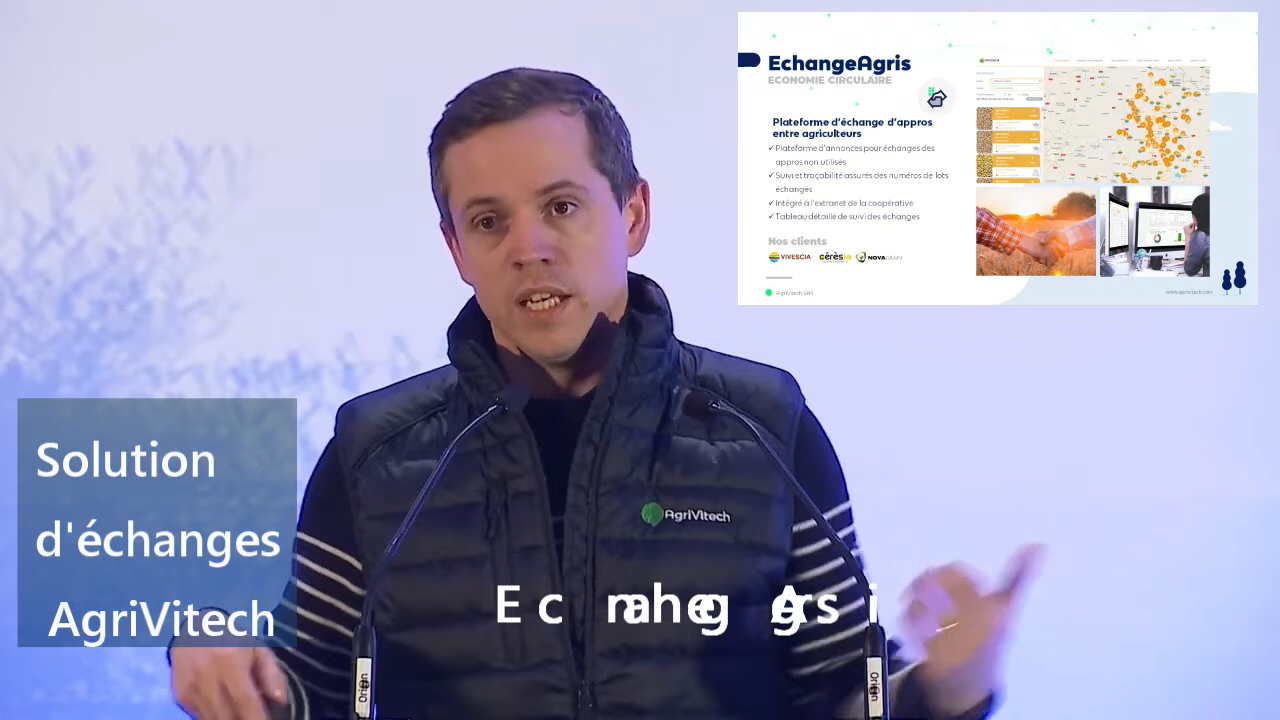 EchangeAgris
ECONOMIE CIRCULAIRE
Plateforme d'échange d'appros
entre agriculteurs
✓ Plateforme d'annonces pour échanges des
appros non utilisés
✓ Suivi et traçabilité assurés des numéros de lots
échangés
✓ Intégré à l'extranet de la coopérative
✓ Tableau détaillé de suivi des échanges
Nos clients
VIVESCIA
cérèsia
NOVAGRAIN
AgriVitech SAS
www.agrivitech.com
VIVESCIA
Solution
d'échanges
AgriVitech
AgriVitech